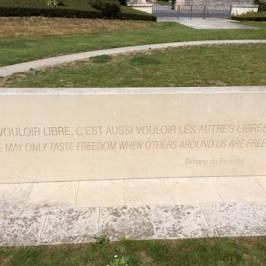 VOULOIR LIBRE, C'EST AUSSI VOULOIR LES AUTRES LIBRES
MAY ONLY TASTE FREEDOM WHEN OTHERS AROUND US ARE FREE
Simone de Beauvoir